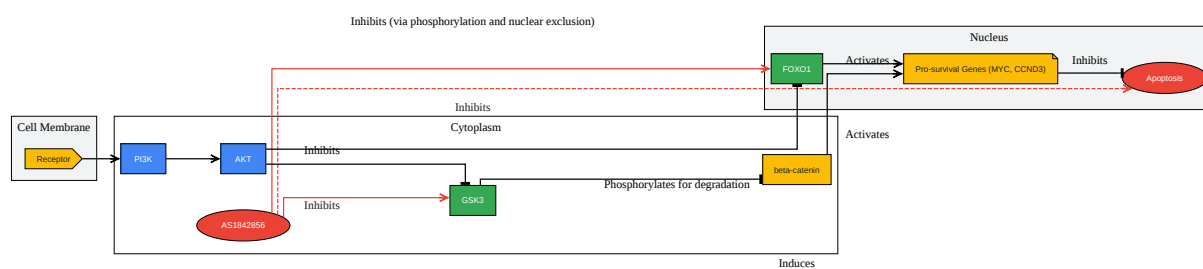 Inhibits (via phosphorylation and nuclear exclusion)
Nucleus
FOXO1
Activates
Pro-survival Genes (MYC, CCND3)
Inhibits
Apoptosis
Inhibits
Cell Membrane
Cytoplasm
Activates
Receptor
PI3K
AKT
Inhibits
beta-catenin
Phosphorylates for degradation
GSK3
Inhibits
AS1842856
Induces